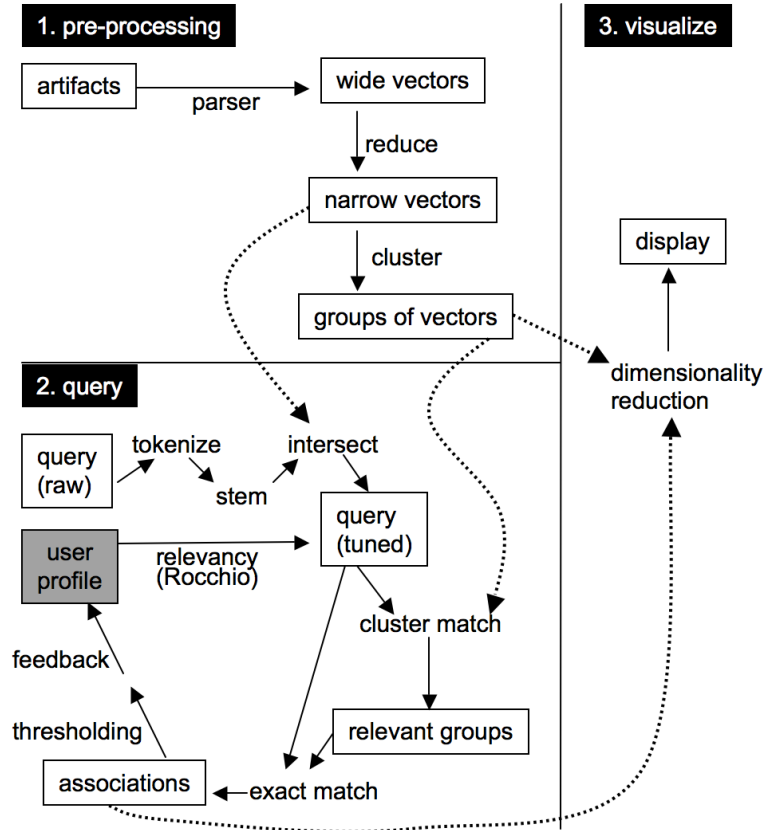 1. pre-processing
3. visualize
artifacts
parser
wide vectors
reduce
narrow vectors
cluster
groups of vectors
display
dimensionality
reduction
2. query
query
(raw)
tokenize
stem
intersect
query
(tuned)
user
profile
relevancy
(Rocchio)
cluster match
feedback
thresholding
relevant groups
associations
exact match